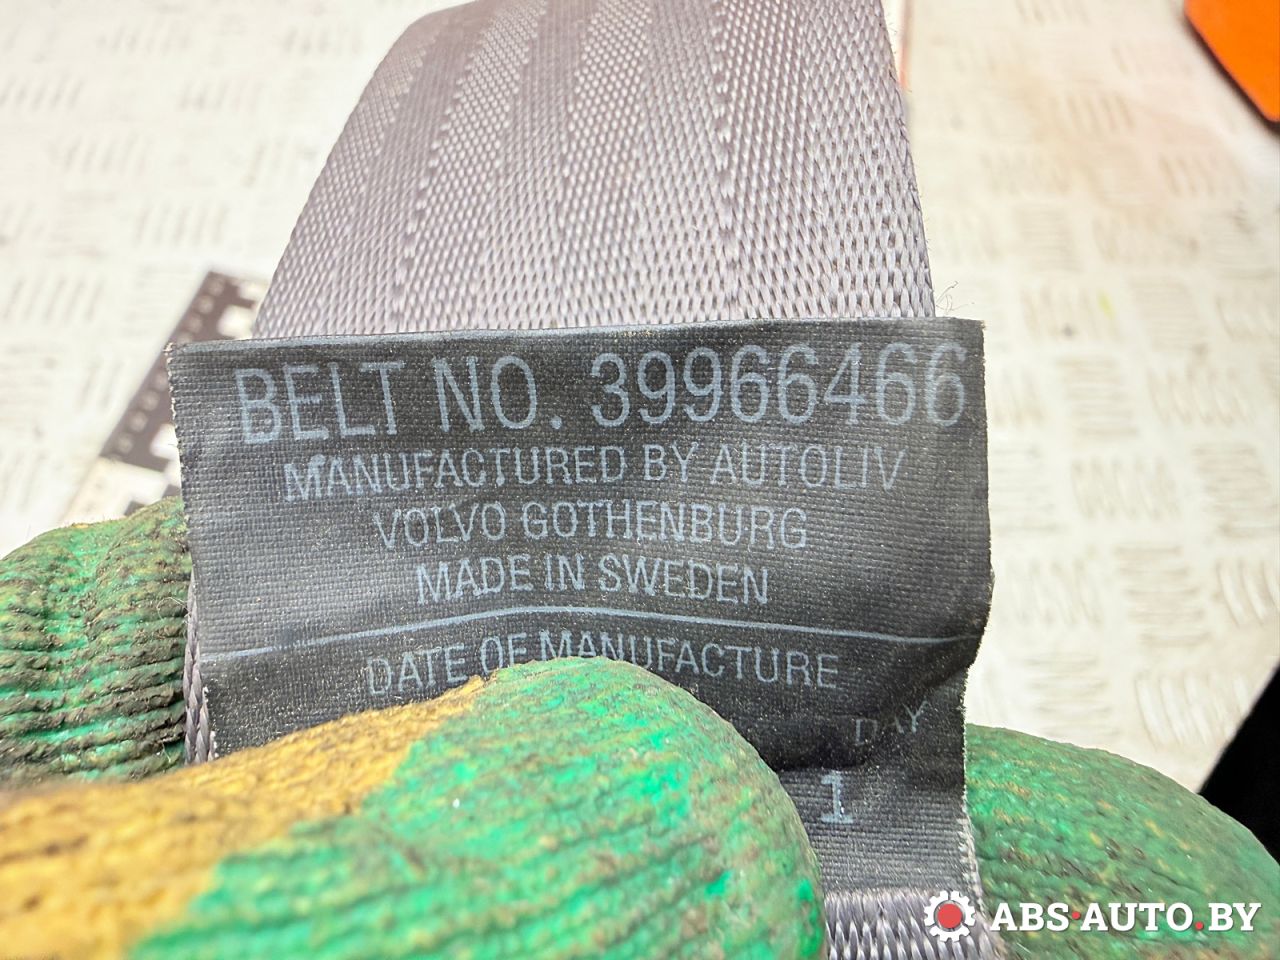 BELT NO. 39966466
MANUFACTURED BY AUTOLIV
VOLVO GOTHENBURG
MADE IN SWEDEN
DATE OF MANUFACTURE
DAY
1
ABS·AUTO.BY